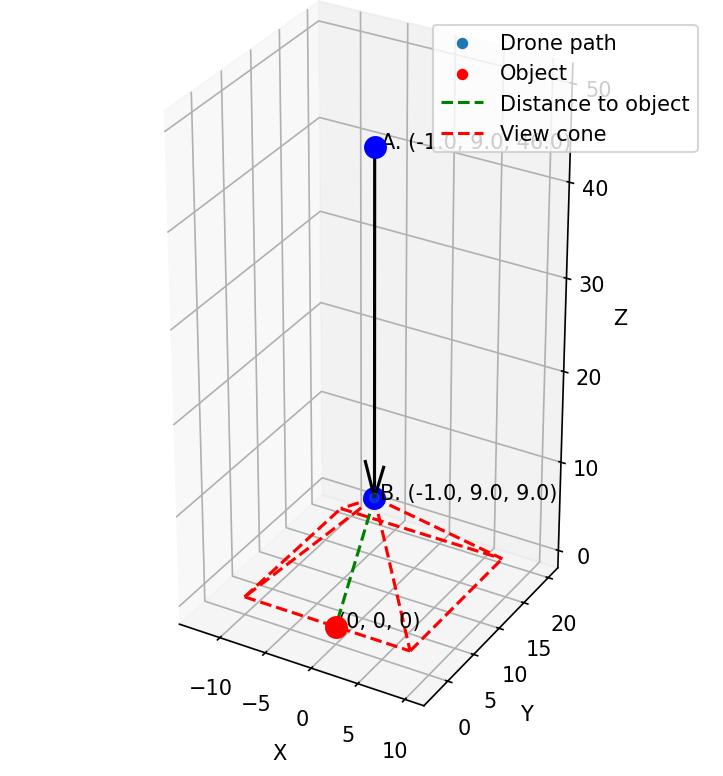 Drone path
Object
Distance to object
View cone
50
A. (-1.0, 9.0, 46.0)
40
30
Z
20
10
B. (-1.0, 9.0, 9.0)
0
(0, 0, 0)
20
15
10
5
0
Y
−10
−5
0
5
10
X